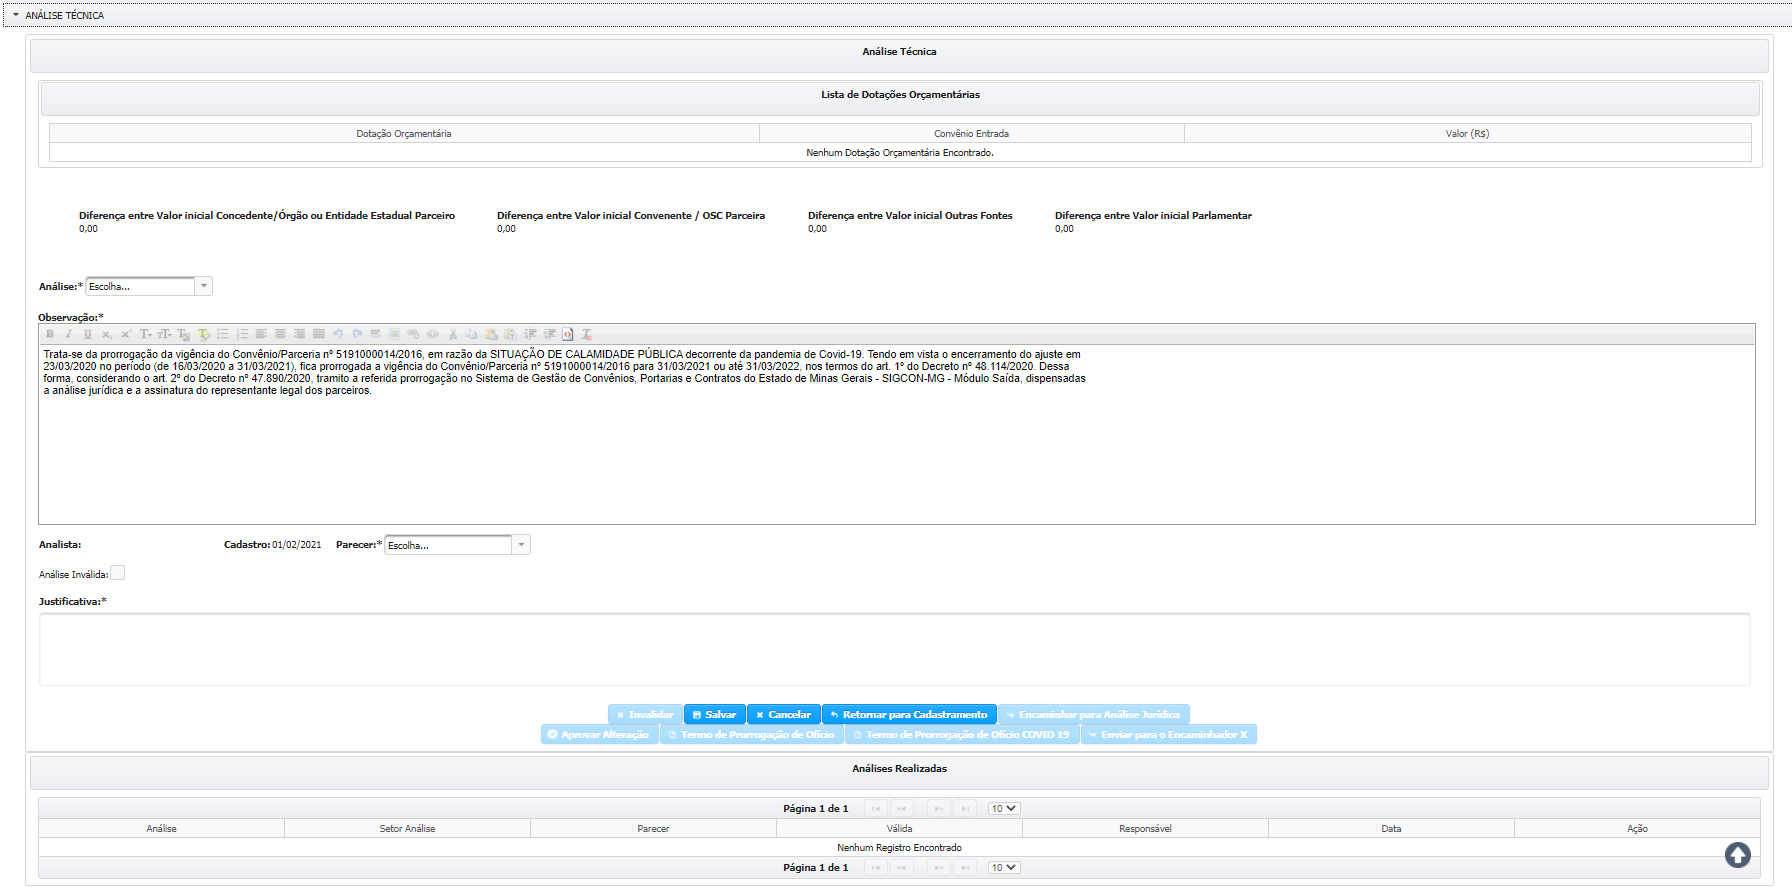 ANÁLISE TÉCNICA
Análise Técnica
Lista de Dotações Orçamentárias
Dotação Orçamentária Convênio Entrada Valor (R$)
Nenhum Dotação Orçamentária Encontrado.
Diferença entre Valor inicial Concedente/Órgão ou Entidade Estadual Parceiro Diferença entre Valor inicial Convenente / OSC Parceira Diferença entre Valor inicial Outras Fontes Diferença entre Valor inicial Parlamentar
0,00 0,00 0,00 0,00
Análise:* Escolha...
Observação:*
Trata-se da prorrogação da vigência do Convênio/Parceria nº 5191000014/2016, em razão da SITUAÇÃO DE CALAMIDADE PÚBLICA decorrente da pandemia de Covid-19. Tendo em vista o encerramento do ajuste em
23/03/2020 no período (de 16/03/2020 a 31/03/2021), fica prorrogada a vigência do Convênio/Parceria nº 5191000014/2016 para 31/03/2021 ou até 31/03/2022, nos termos do art. 1º do Decreto nº 48.114/2020. Dessa
forma, considerando o art. 2º do Decreto nº 47.890/2020, tramito a referida prorrogação no Sistema de Gestão de Convênios, Portarias e Contratos do Estado de Minas Gerais - SIGCON-MG - Módulo Saída, dispensadas
a análise jurídica e a assinatura do representante legal dos parceiros.
Analista: Cadastro: 01/02/2021 Parecer:* Escolha...
Análise Inválida:
Justificativa:*
Invalidar Salvar Cancelar Retornar para Cadastramento Encaminhar para Análise Jurídica
Aprovar Alteração Termo de Prorrogação de Ofício Termo de Prorrogação de Ofício COVID 19 Enviar para o Encaminhador X
Análises Realizadas
Página 1 de 1 10
Análise Setor Análise Parecer Válida Responsável Data Ação
Nenhum Registro Encontrado
Página 1 de 1 10